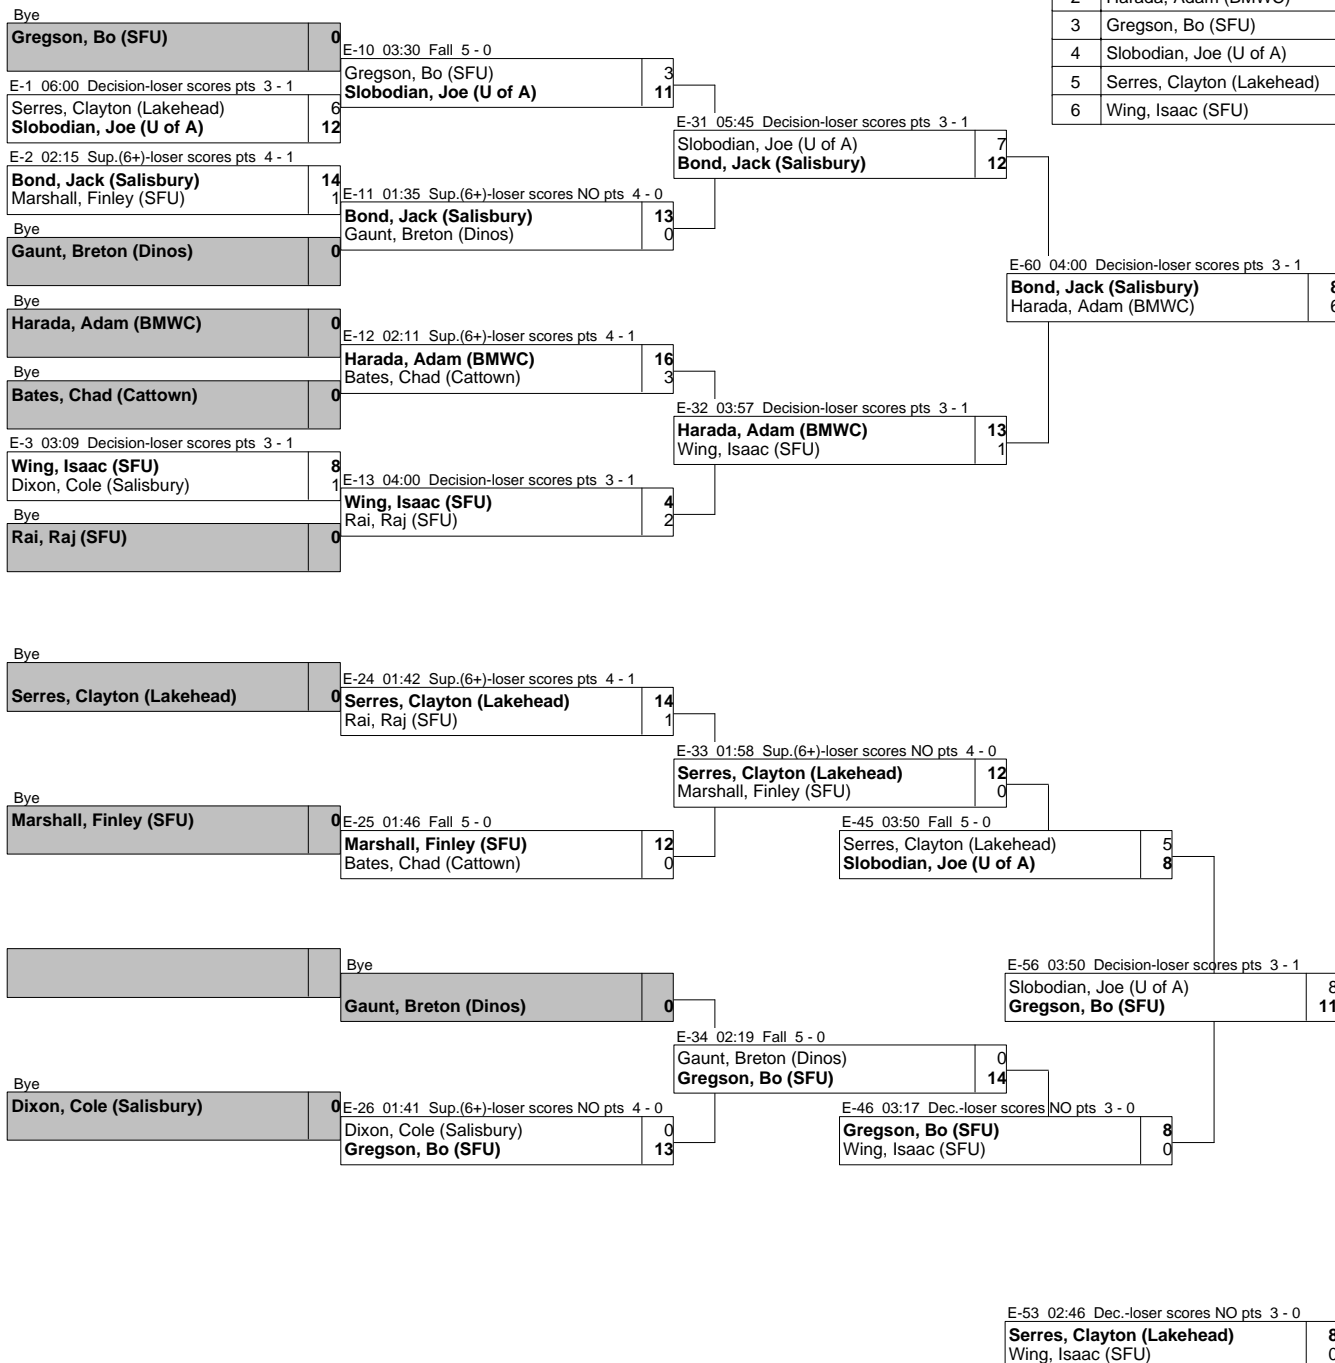 2 Harada, Adam (BMWC)
3 Gregson, Bo (SFU)
4 Slobodian, Joe (U of A)
5 Serres, Clayton (Lakehead)
6 Wing, Isaac (SFU)
Bye
Gregson, Bo (SFU) 0
E-1 06:00 Decision-loser scores pts 3 - 1
Serres, Clayton (Lakehead) 6
Slobodian, Joe (U of A) 12
E-2 02:15 Sup.(6+)-loser scores pts 4 - 1
Bond, Jack (Salisbury) 14
Marshall, Finley (SFU) 1
Bye
Gaunt, Breton (Dinos) 0
Bye
Harada, Adam (BMWC) 0
Bye
Bates, Chad (Cattown) 0
E-3 03:09 Decision-loser scores pts 3 - 1
Wing, Isaac (SFU) 8
Dixon, Cole (Salisbury) 1
Bye
Rai, Raj (SFU) 0
E-10 03:30 Fall 5 - 0
Gregson, Bo (SFU) 3
Slobodian, Joe (U of A) 11
E-11 01:35 Sup.(6+)-loser scores NO pts 4 - 0
Bond, Jack (Salisbury) 13
Gaunt, Breton (Dinos) 0
E-12 02:11 Sup.(6+)-loser scores pts 4 - 1
Harada, Adam (BMWC) 16
Bates, Chad (Cattown) 3
E-13 04:00 Decision-loser scores pts 3 - 1
Wing, Isaac (SFU) 4
Rai, Raj (SFU) 2
E-31 05:45 Decision-loser scores pts 3 - 1
Slobodian, Joe (U of A) 7
Bond, Jack (Salisbury) 12
E-32 03:57 Decision-loser scores pts 3 - 1
Harada, Adam (BMWC) 13
Wing, Isaac (SFU) 1
E-60 04:00 Decision-loser scores pts 3 - 1
Bond, Jack (Salisbury) 8
Harada, Adam (BMWC) 6
Bye
Serres, Clayton (Lakehead) 0
Bye
Marshall, Finley (SFU) 0
Bye
Dixon, Cole (Salisbury) 0
E-24 01:42 Sup.(6+)-loser scores pts 4 - 1
Serres, Clayton (Lakehead) 14
Rai, Raj (SFU) 1
E-25 01:46 Fall 5 - 0
Marshall, Finley (SFU) 12
Bates, Chad (Cattown) 0
Bye
Gaunt, Breton (Dinos) 0
E-26 01:41 Sup.(6+)-loser scores NO pts 4 - 0
Dixon, Cole (Salisbury) 0
Gregson, Bo (SFU) 13
E-33 01:58 Sup.(6+)-loser scores NO pts 4 - 0
Serres, Clayton (Lakehead) 12
Marshall, Finley (SFU) 0
E-34 02:19 Fall 5 - 0
Gaunt, Breton (Dinos) 0
Gregson, Bo (SFU) 14
E-45 03:50 Fall 5 - 0
Serres, Clayton (Lakehead) 5
Slobodian, Joe (U of A) 8
E-46 03:17 Dec.-loser scores NO pts 3 - 0
Gregson, Bo (SFU) 8
Wing, Isaac (SFU) 0
E-56 03:50 Decision-loser scores pts 3 - 1
Slobodian, Joe (U of A) 8
Gregson, Bo (SFU) 11
E-53 02:46 Dec.-loser scores NO pts 3 - 0
Serres, Clayton (Lakehead) 8
Wing, Isaac (SFU) 0